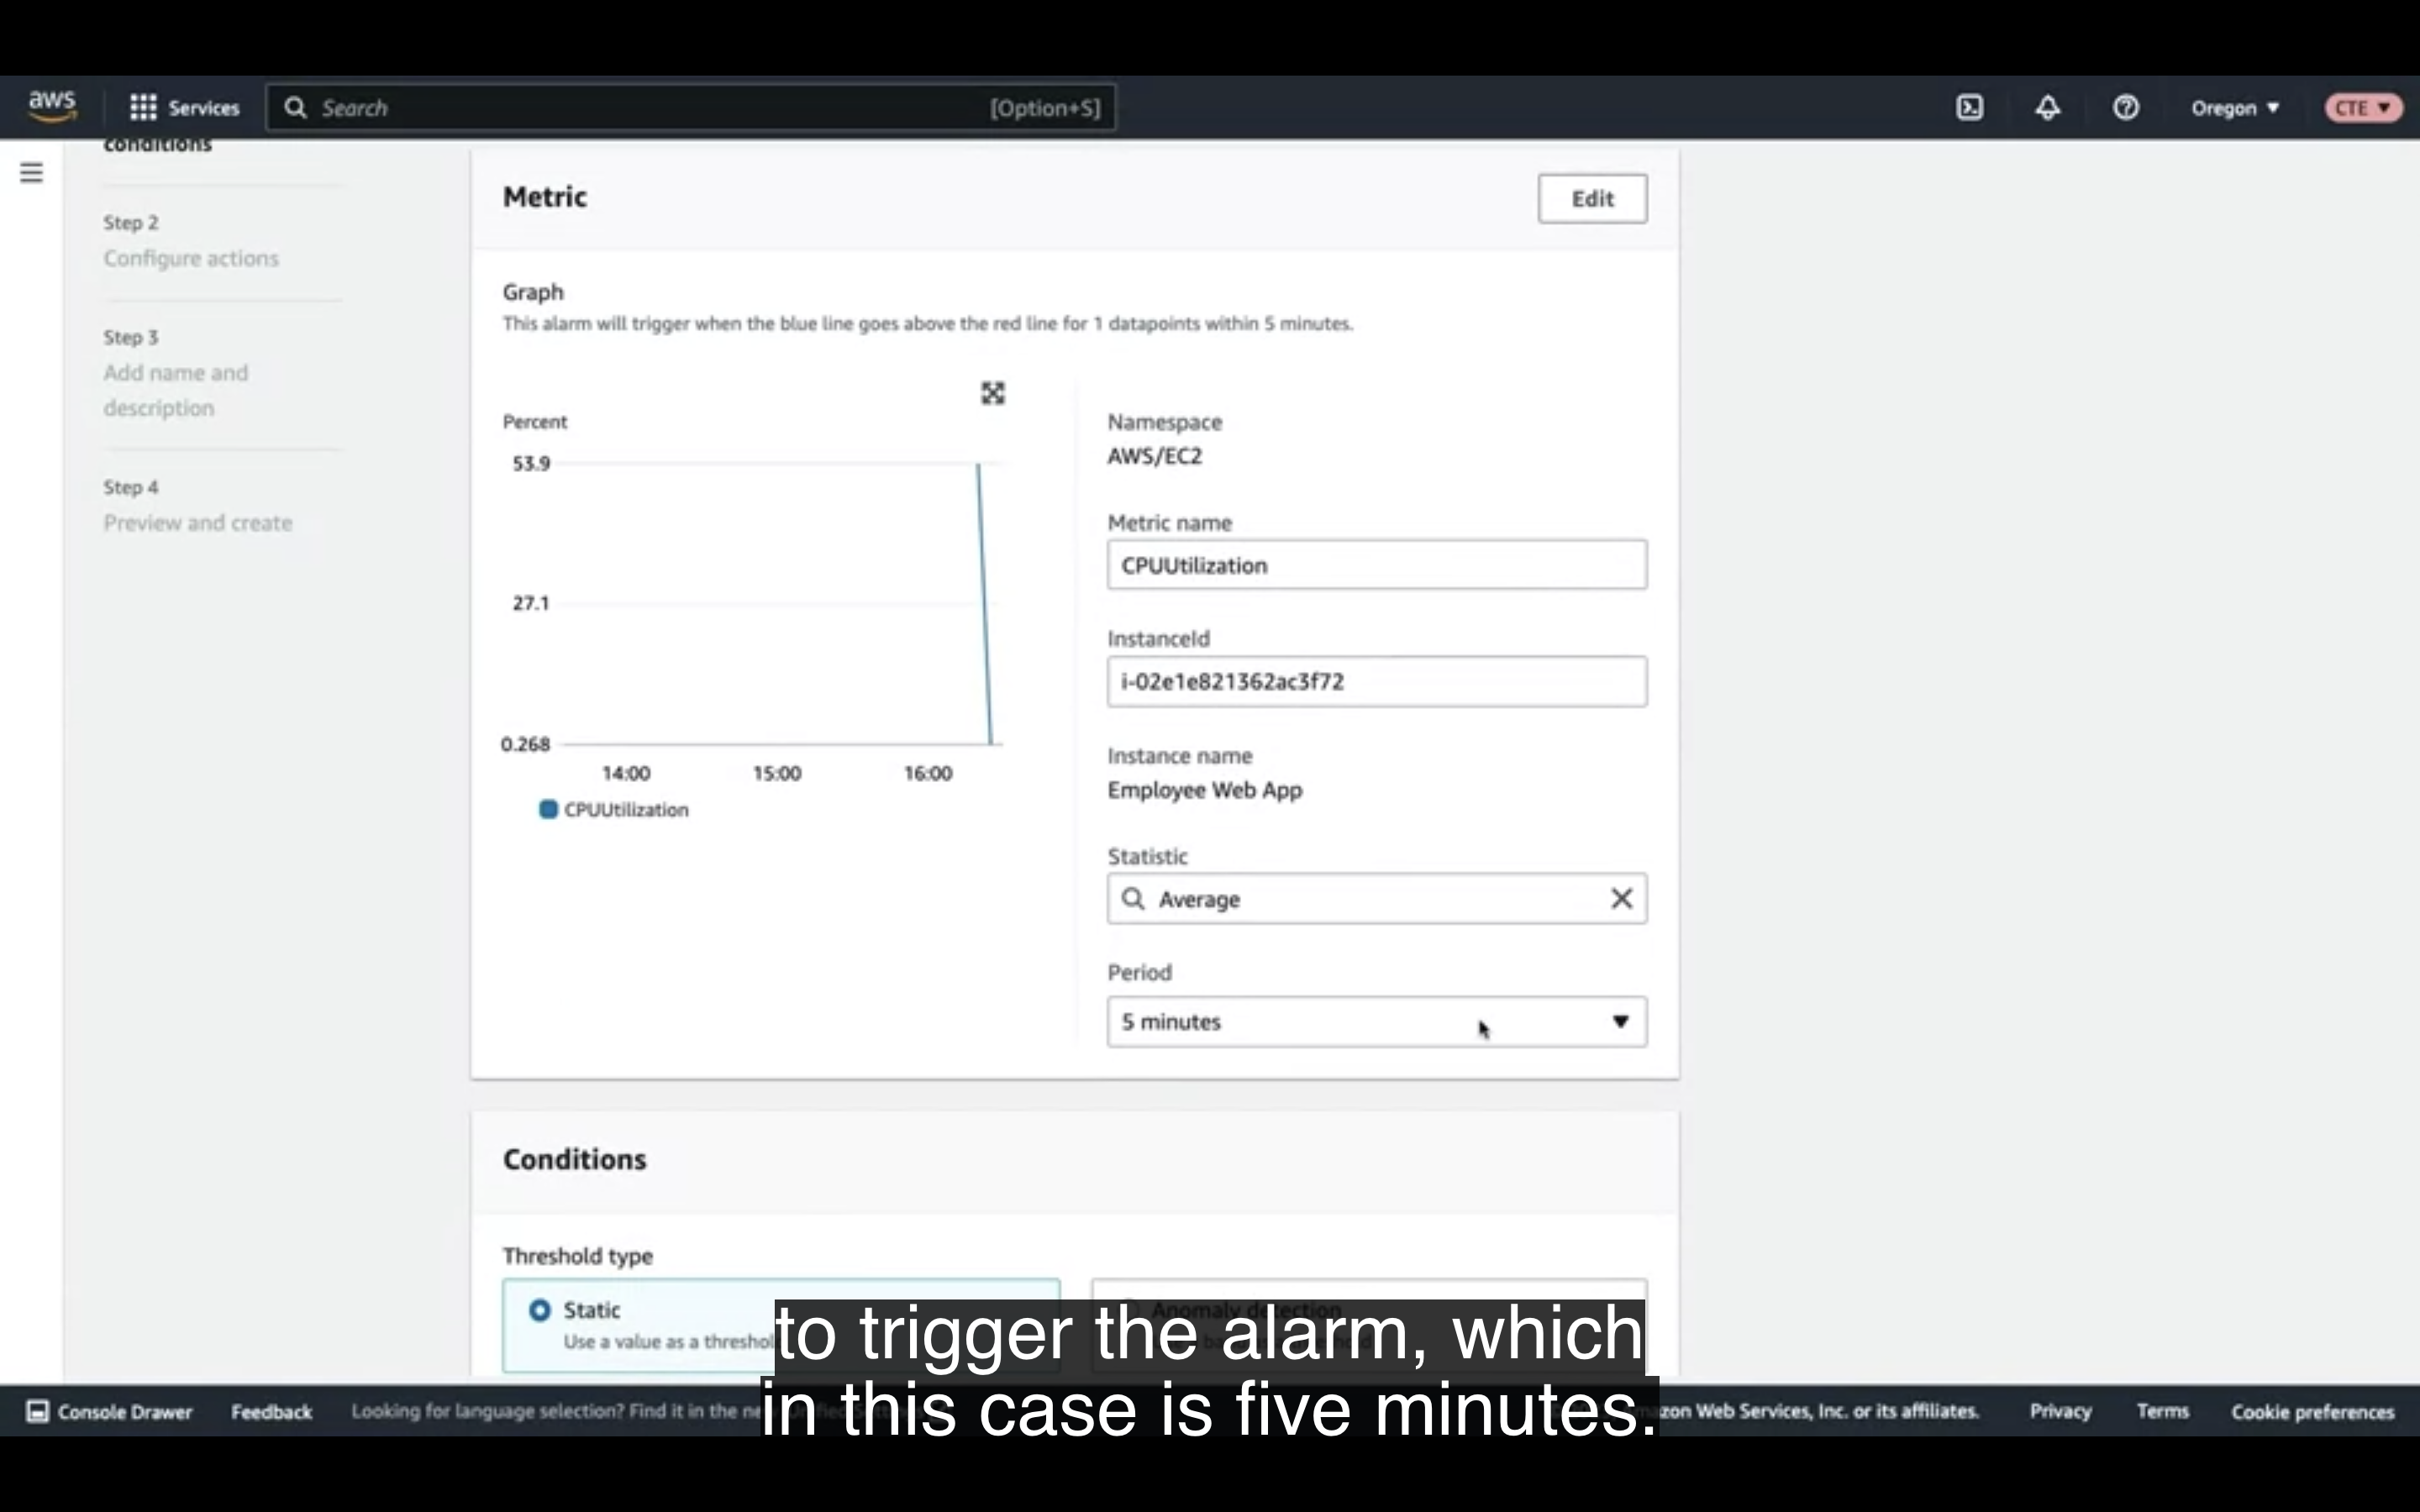 aws
Services
Search
[Option+S]
Oregon
CTE
conditions
Step 2
Configure actions
Step 3
Add name and
description
Step 4
Preview and create
Metric
Edit
Graph
This alarm will trigger when the blue line goes above the red line for 1 datapoints within 5 minutes.
Percent
53.9
27.1
0.268
14:00
15:00
16:00
CPUUtilization
Namespace
AWS/EC2
Metric name
CPUUtilization
InstanceId
i-02e1e821362ac3f72
Instance name
Employee Web App
Statistic
Average
Period
5 minutes
Conditions
Threshold type
Static
Use a value as a threshol
Anomaly detection
to trigger the alarm, which
in this case is five minutes.
Console Drawer
Feedback
Looking for language selection? Find it in the
Web Services, Inc. or its affiliates.
Privacy
Terms
Cookie preferences